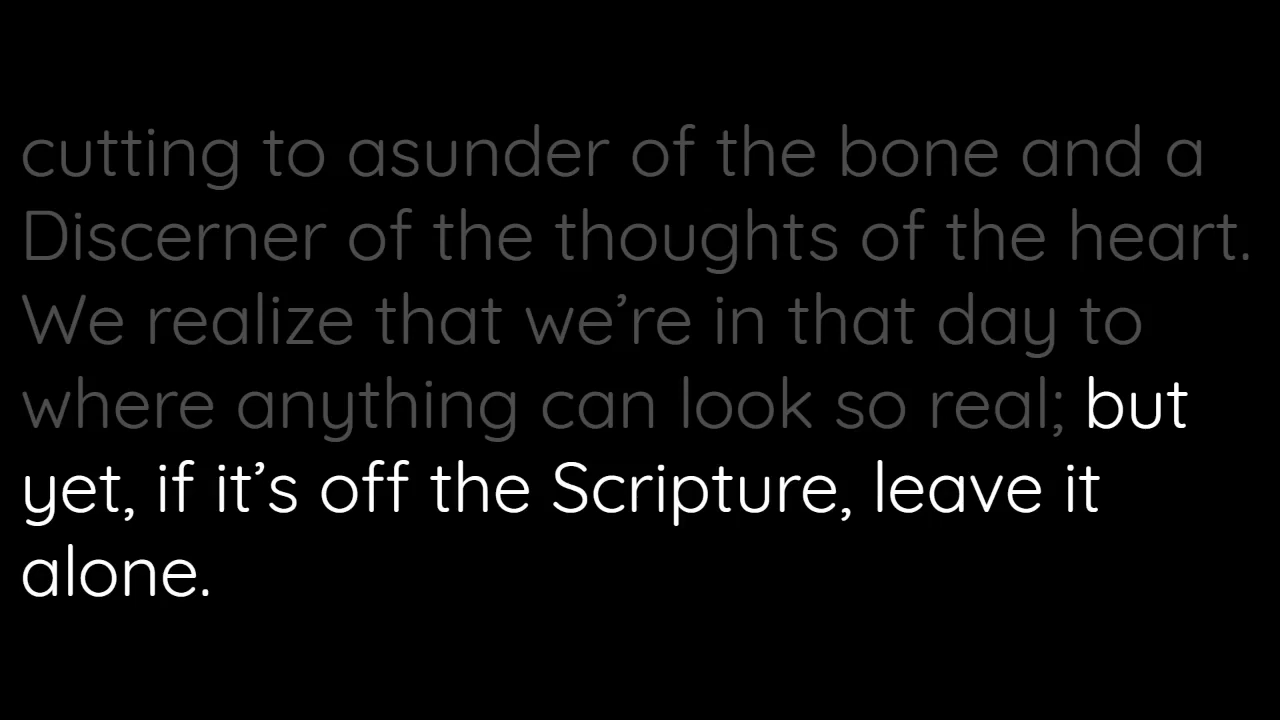 cutting to asunder of the bone and a
Discerner of the thoughts of the heart.
We realize that we’re in that day to
where anything can look so real; but
yet, if it’s off the Scripture, leave it
alone.